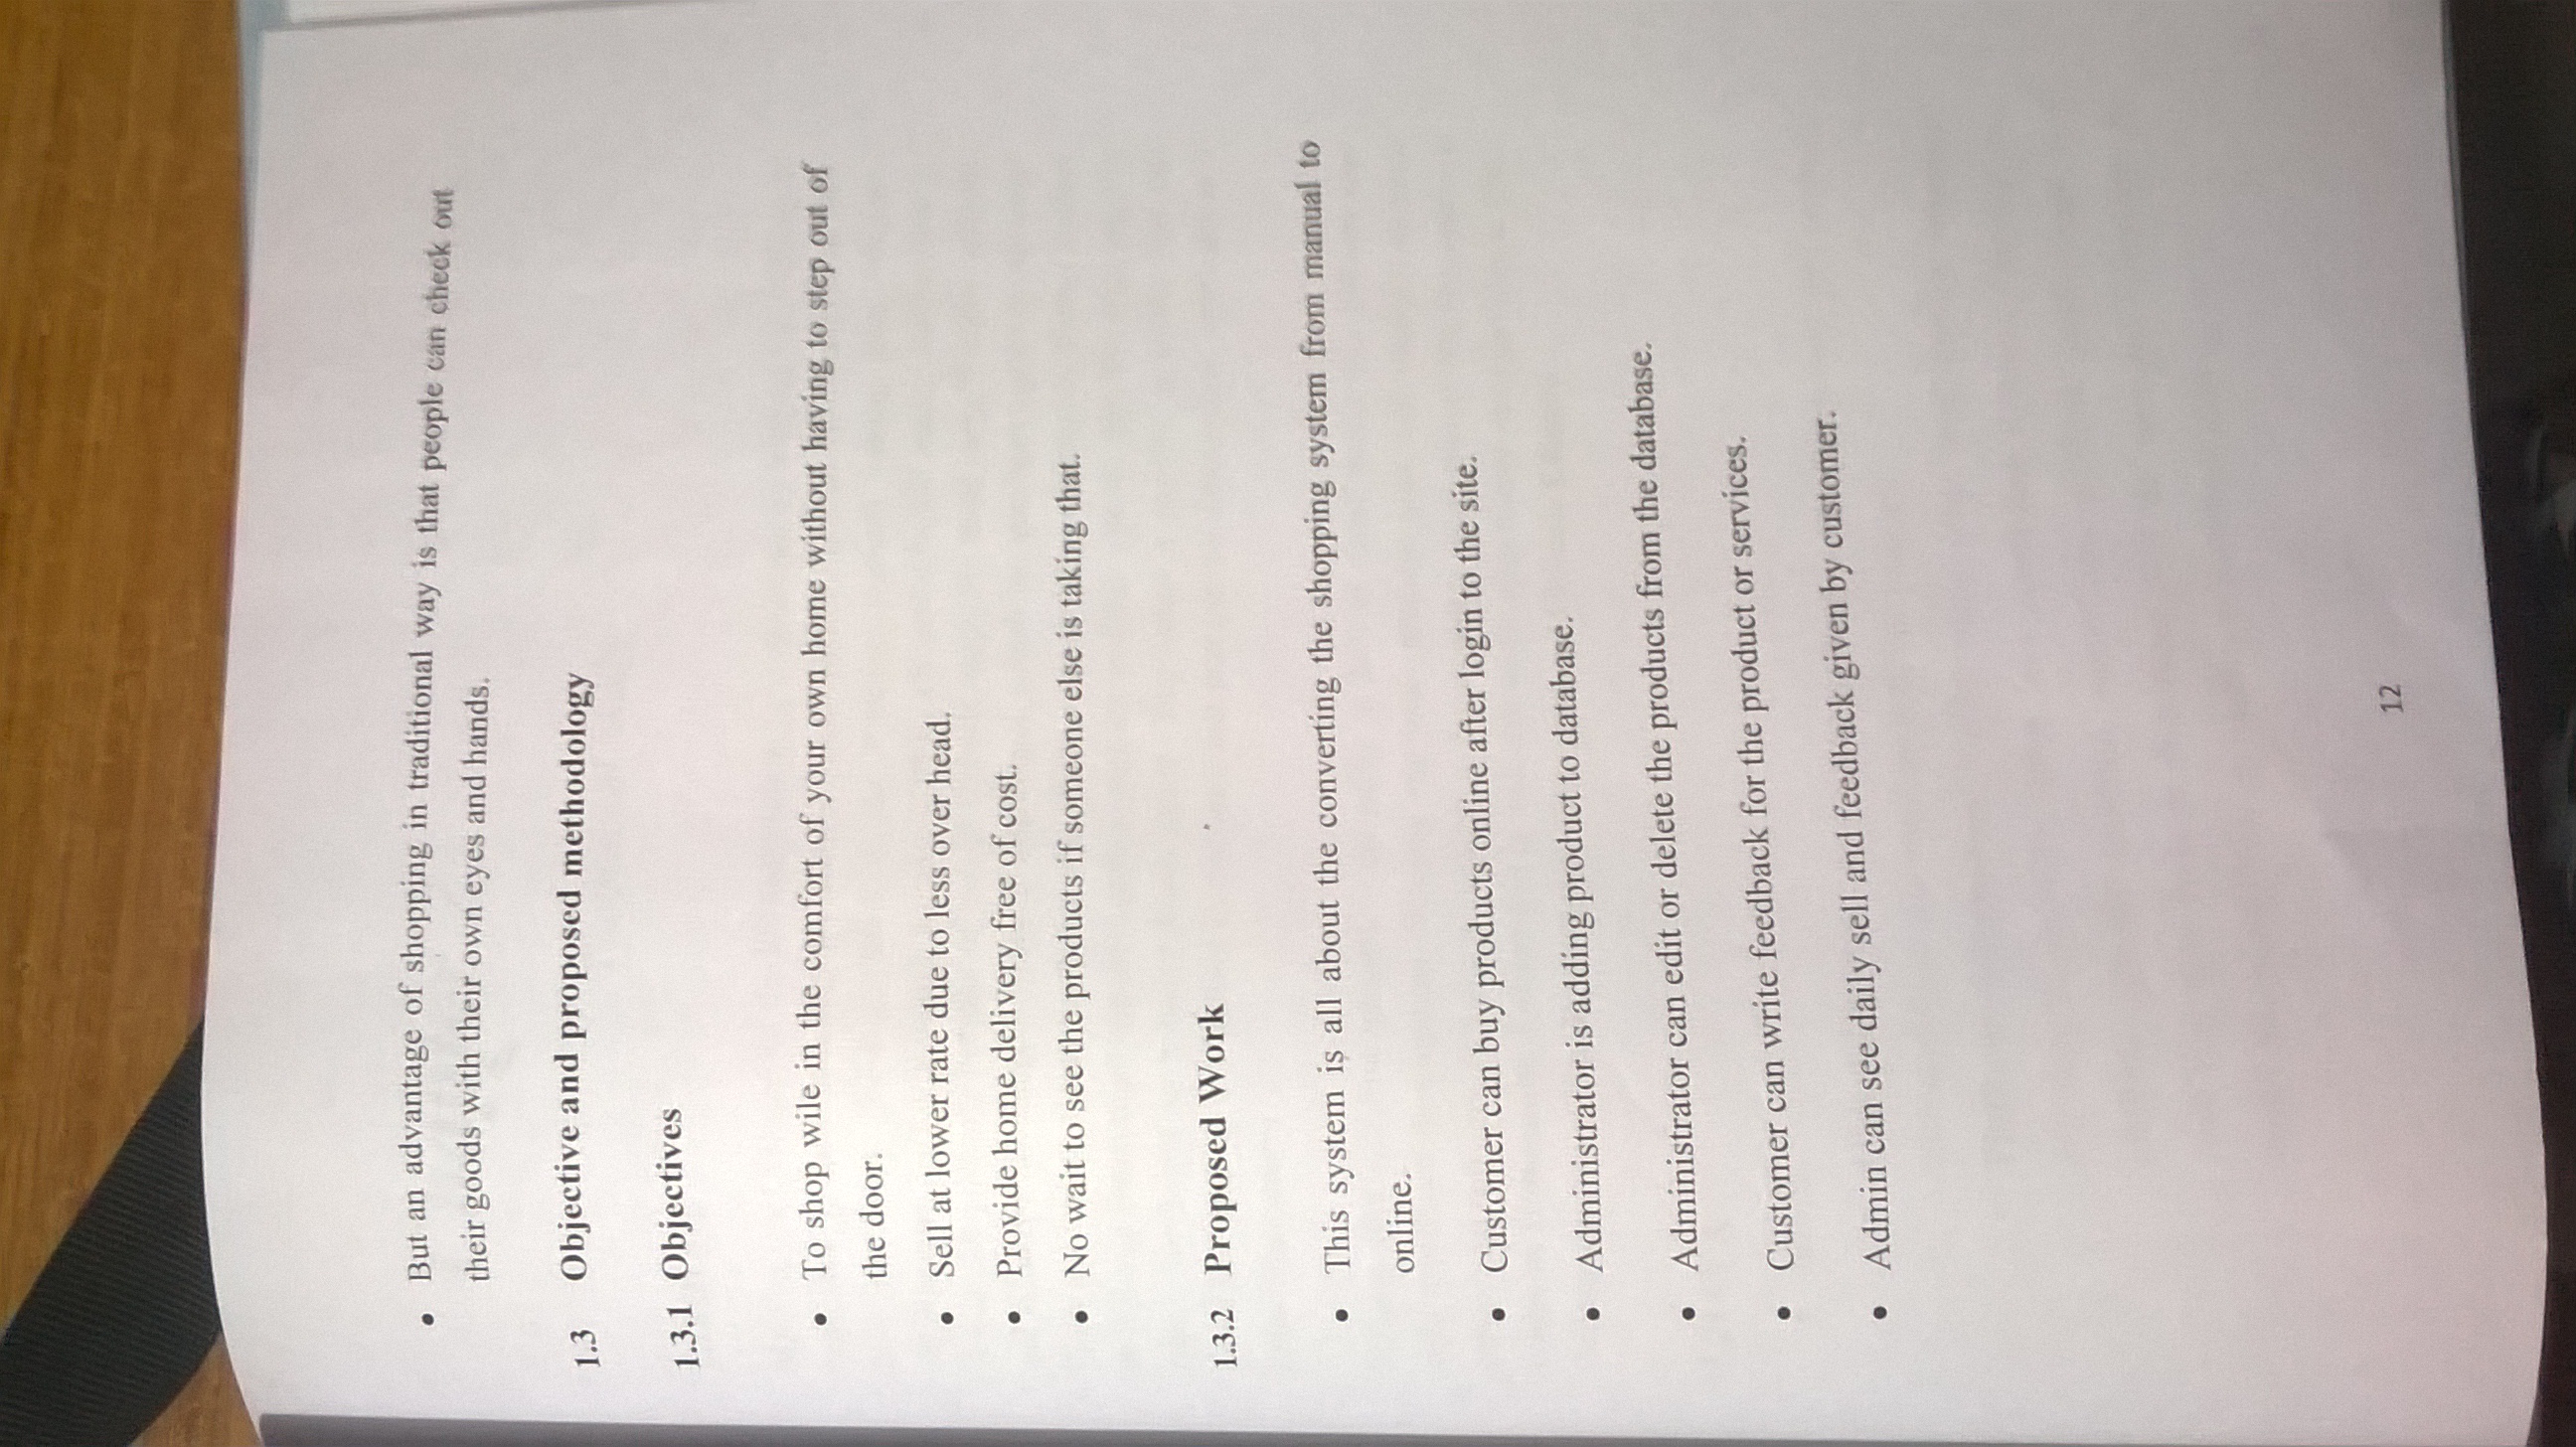 • But an advantage of shopping in traditional way is that people can check out
their goods with their own eyes and hands.
1.3 Objective and proposed methodology
1.3.1 Objectives
• To shop wile in the comfort of your own home without having to step out of
the door.
• Sell at lower rate due to less over head.
• Provide home delivery free of cost.
• No wait to see the products if someone else is taking that.
1.3.2 Proposed Work
• This system is all about the converting the shopping system from manual to
online.
• Customer can buy products online after login to the site.
• Administrator is adding product to database.
• Administrator can edit or delete the products from the database.
• Customer can write feedback for the product or services.
• Admin can see daily sell and feedback given by customer.
12